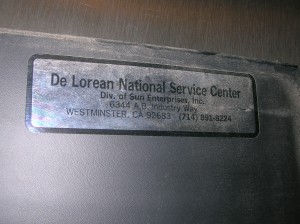 De Lorean National Service Center
Div. of Sun Enterprises, Inc.
6344 A,B Industry Way
WESTMINSTER, CA 92683 (714) 891-8224